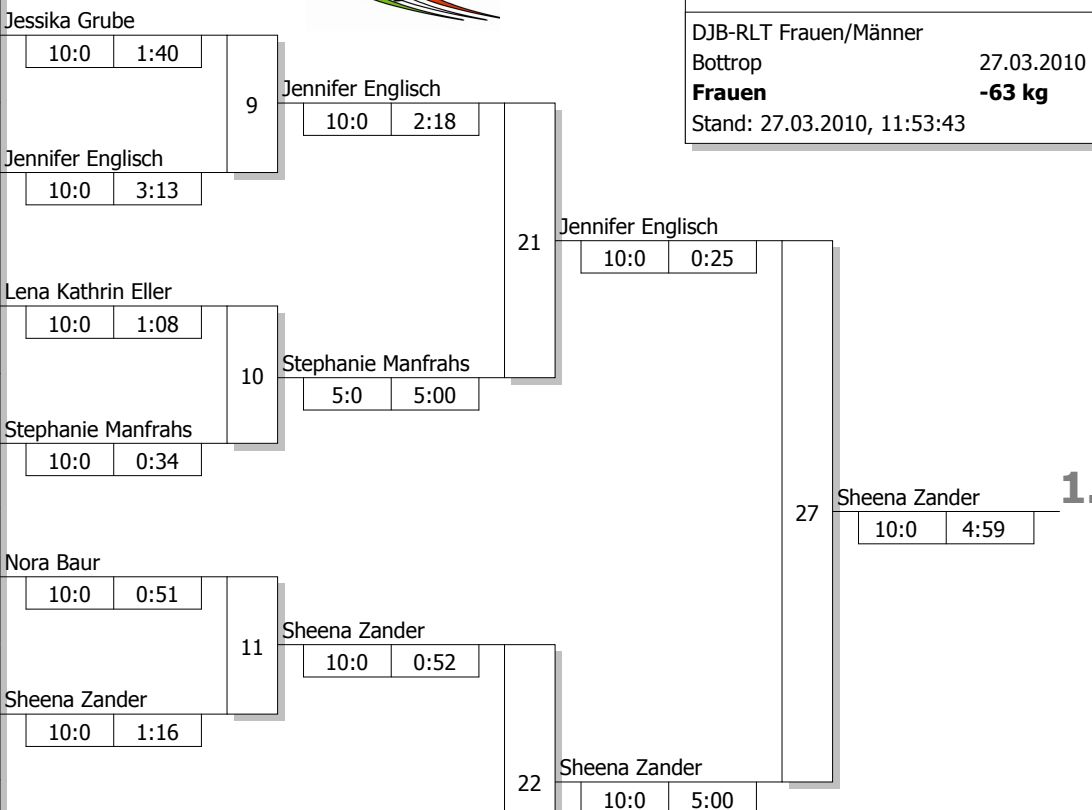 Jessika Grube
10:0 1:40
DJB-RLT Frauen/Männer
Bottrop 27.03.2010
Frauen -63 kg
Stand: 27.03.2010, 11:53:43
9
Jennifer Englisch
10:0 2:18
Jennifer Englisch
10:0 3:13
21
Jennifer Englisch
10:0 0:25
Lena Kathrin Eller
10:0 1:08
10
Stephanie Manfrahs
5:0 5:00
Stephanie Manfrahs
10:0 0:34
27
Sheena Zander
10:0 4:59
1.
Nora Baur
10:0 0:51
11
Sheena Zander
10:0 0:52
Sheena Zander
10:0 1:16
22
Sheena Zander
10:0 5:00